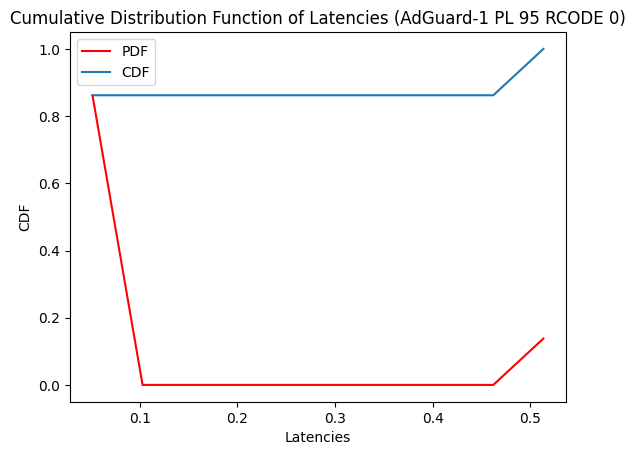 Cumulative Distribution Function of Latencies (AdGuard-1 PL 95 RCODE 0)
PDF
CDF
1.0
0.8
0.6
0.4
0.2
0.0
CDF
0.1
0.2
0.3
0.4
0.5
Latencies